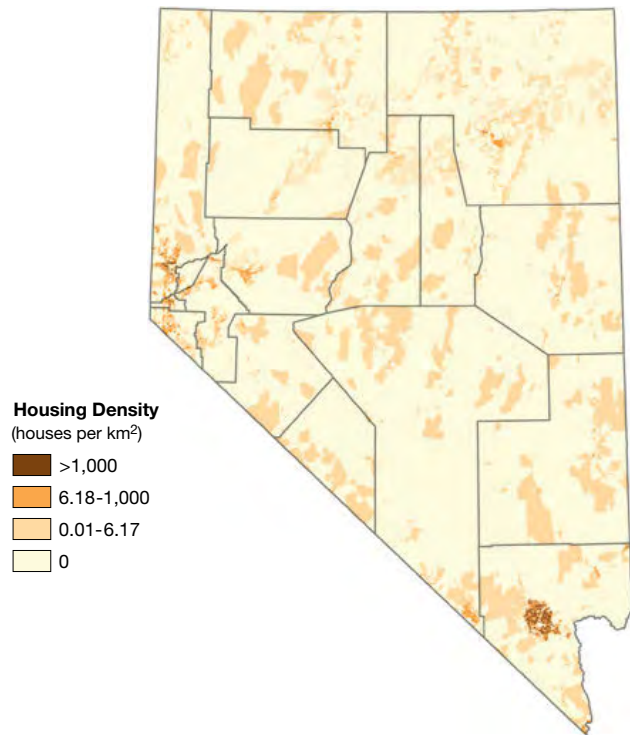 Housing Density
(houses per km²)
>1,000
6.18-1,000
0.01-6.17
0